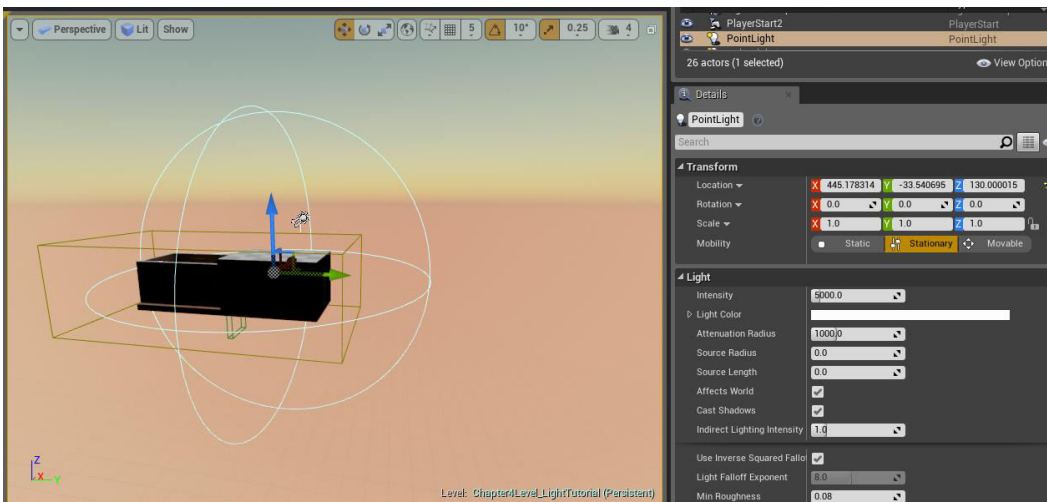 Perspective Lit Show 5 10° 0.25 4
PlayerStart2 PlayerStart
PointLight PointLight
26 actors (1 selected) View Option
Details
PointLight
Search
Transform
Location X 445.178314 Y -33.540695 Z 130.000015
Rotation X 0.0 Y 0.0 Z 0.0
Scale X 1.0 Y 1.0 Z 1.0
Mobility Static Stationary Movable
Light
Intensity 5000.0
Light Color
Attenuation Radius 1000.0
Source Radius 0.0
Source Length 0.0
Affects World
Cast Shadows
Indirect Lighting Intensity 1.0
Use Inverse Squared Fallo
Light Falloff Exponent 8.0
Min Roughness 0.08
Z
X Y
Level: Chapter4Level_LightTutorial (Persistent)